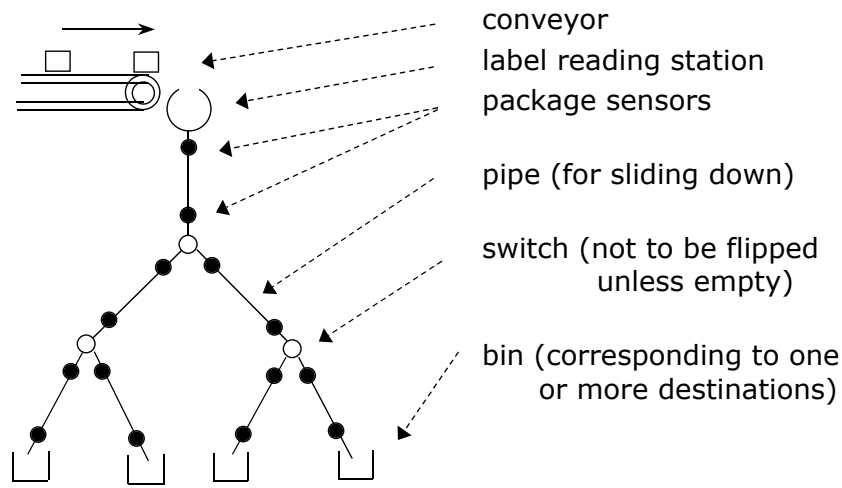 conveyor
label reading station
package sensors
pipe (for sliding down)
switch (not to be flipped
unless empty)
bin (corresponding to one
or more destinations)